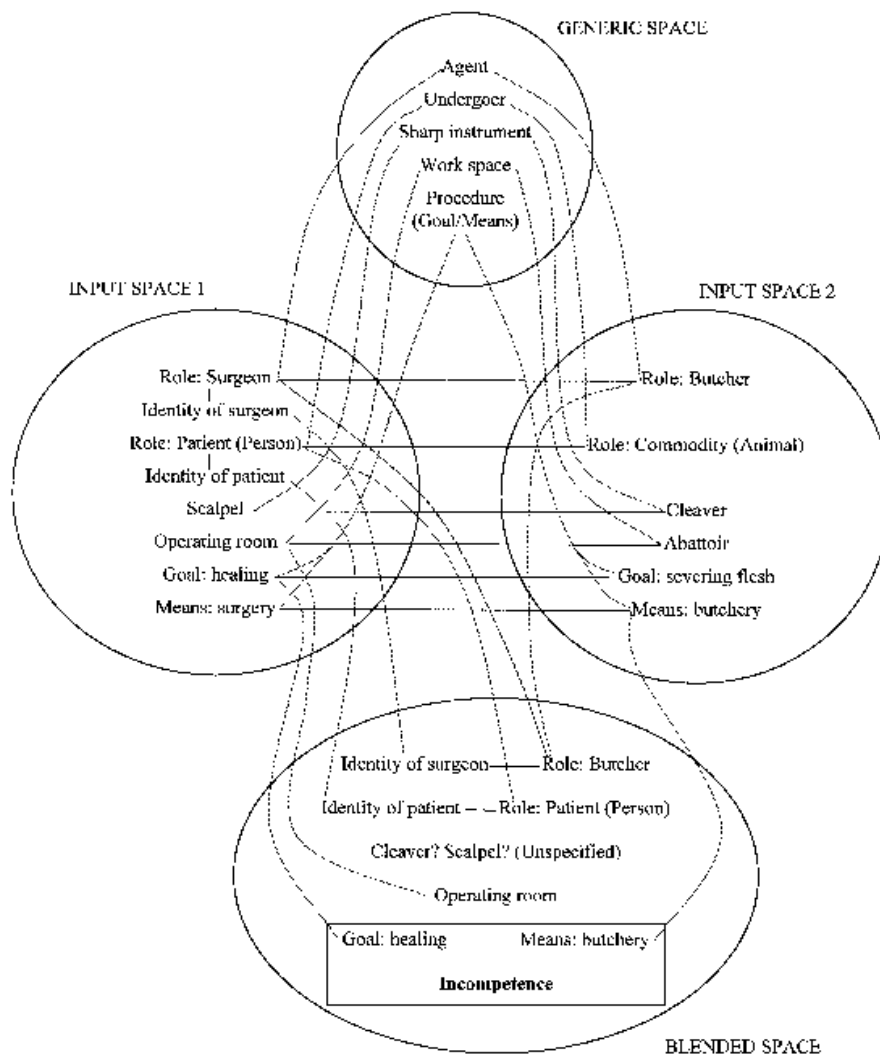 GENERIC SPACE
Agent
Undergoer
Sharp instrument
Work space
Procedure
(Goal/Means)
INPUT SPACE 1
INPUT SPACE 2
Role: Surgeon
Role: Butcher
Identity of surgeon
Role: Patient (Person)
Role: Commodity (Animal)
Identity of patient
Scalpel
Cleaver
Operating room
Abattoir
Goal: healing
Goal: severing flesh
Means: surgery
Means: butchery
Identity of surgeon
Role: Butcher
Identity of patient
Role: Patient (Person)
Cleaver? Scalpel? (Unspecified)
Operating room
Goal: healing
Means: butchery
Incompetence
BLENDED SPACE